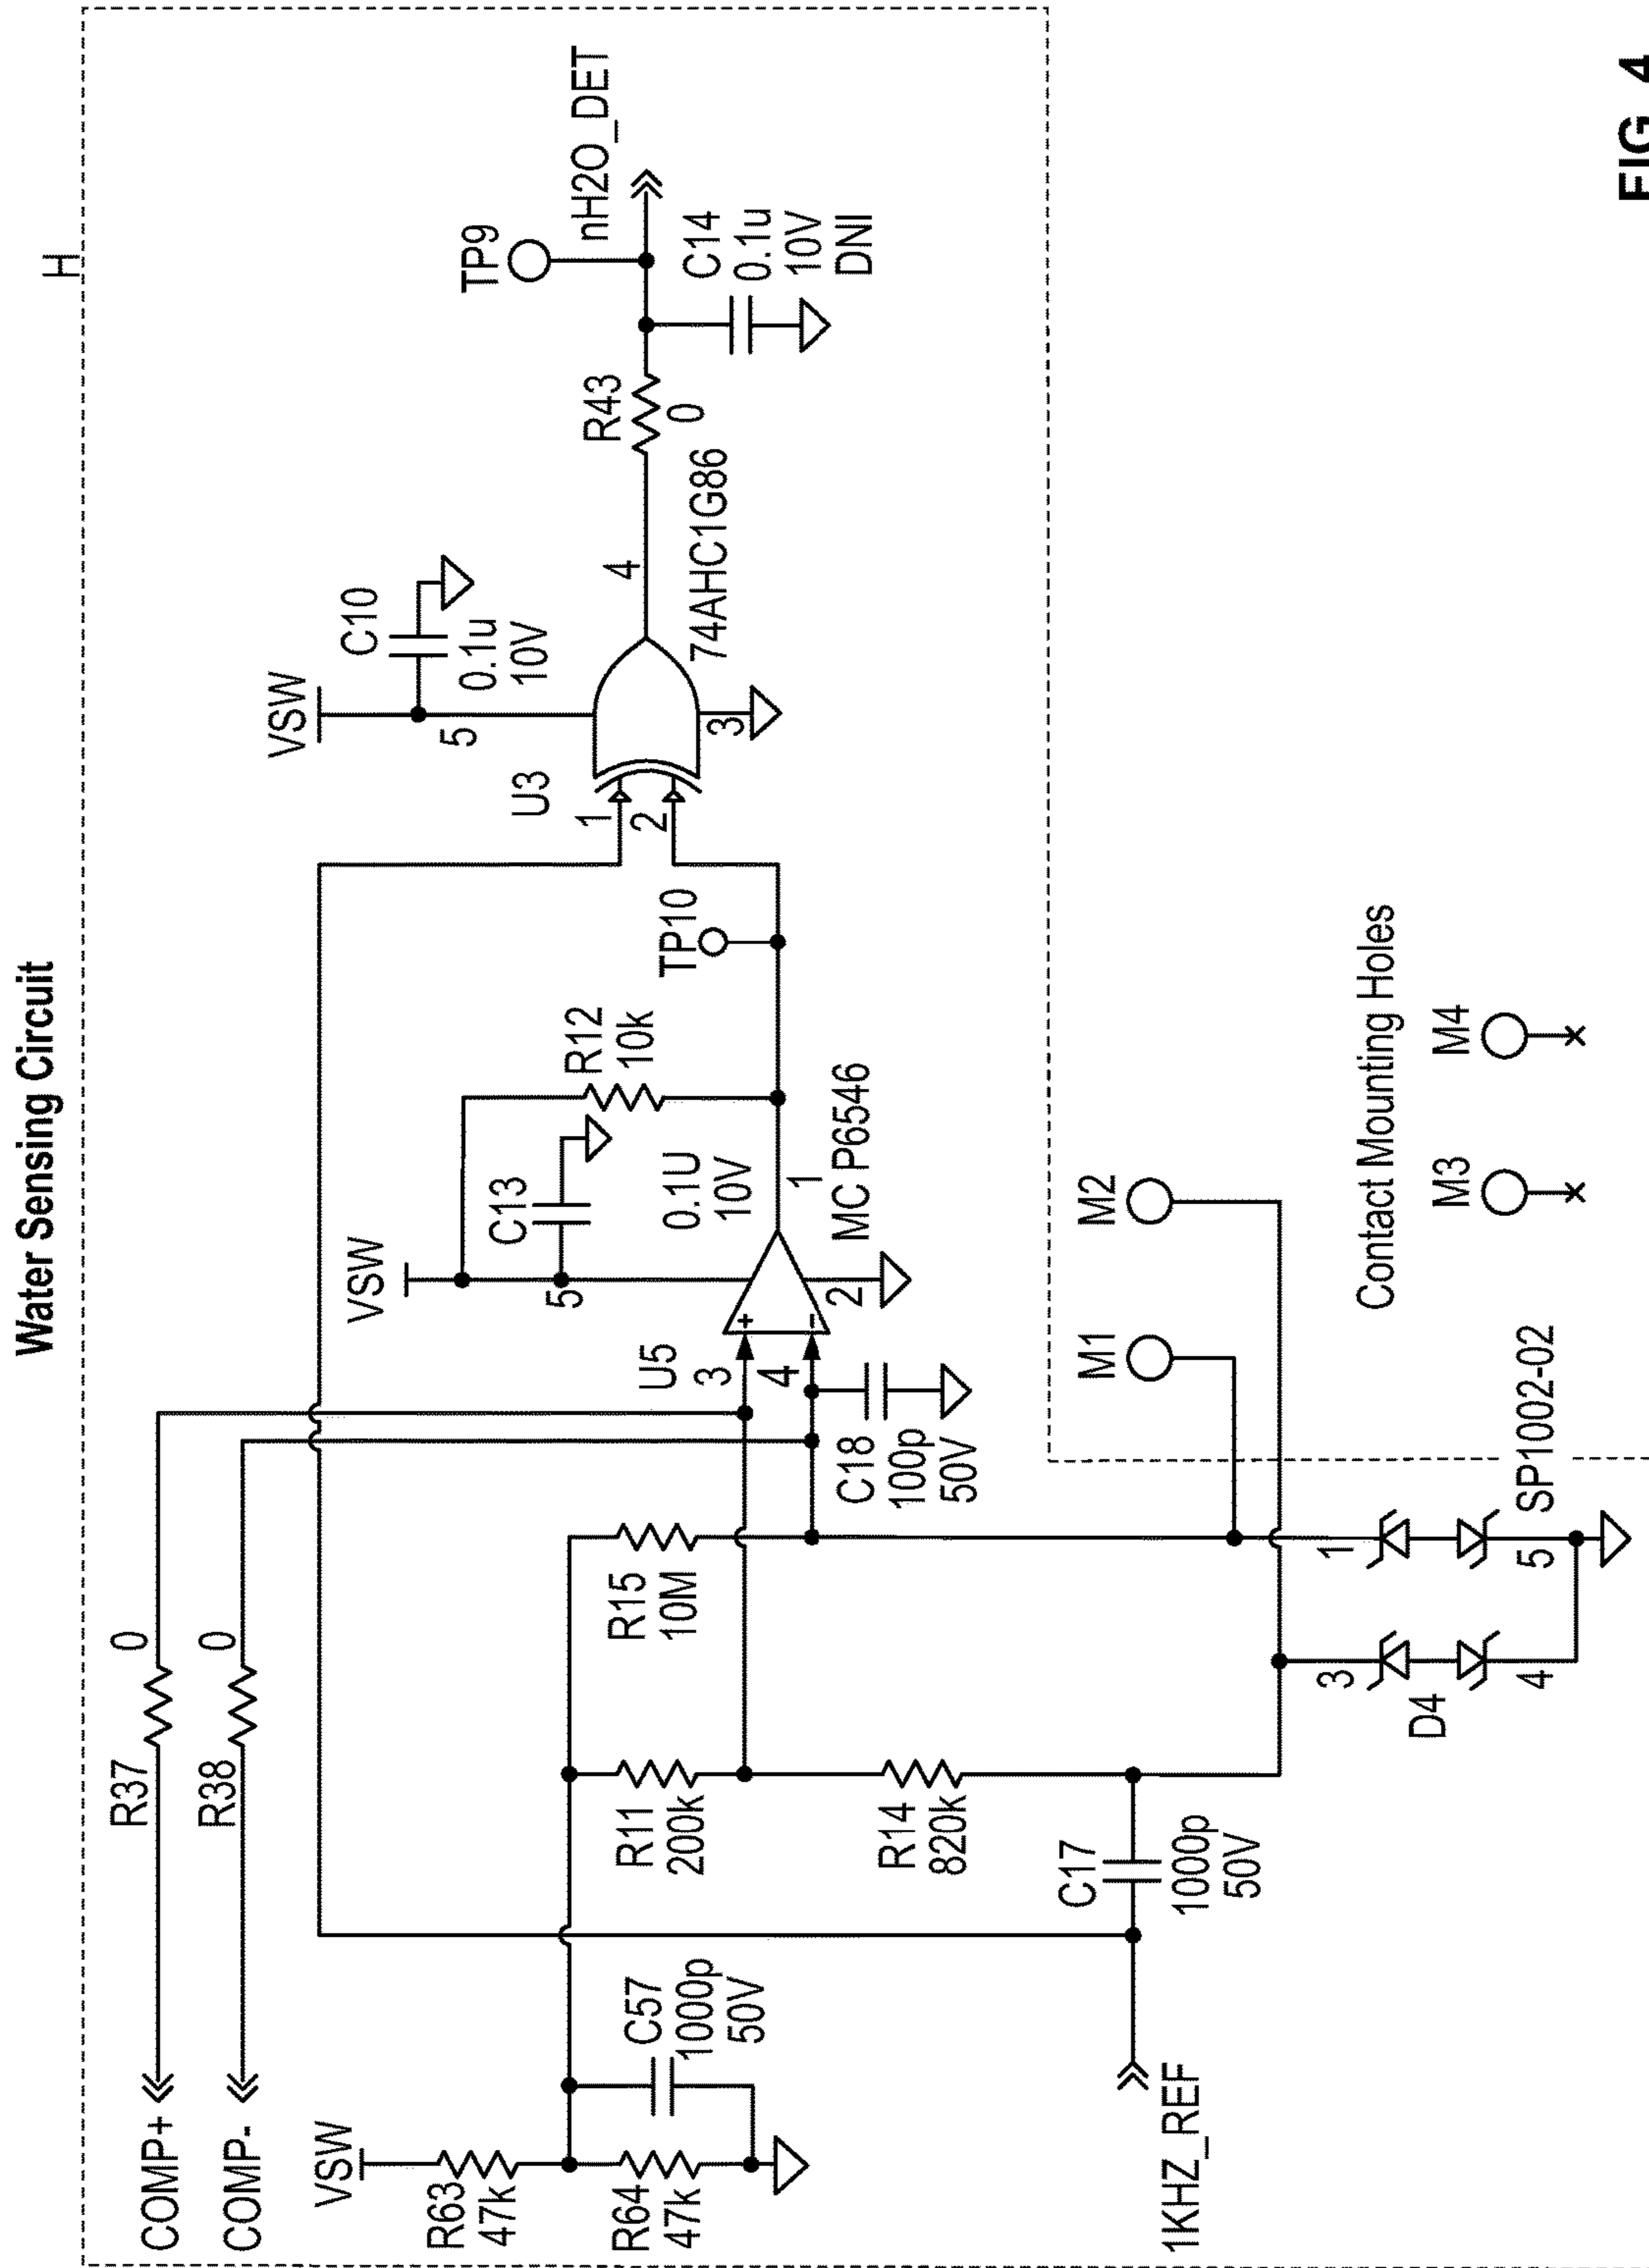 Water Sensing Circuit
H
COMP+
R37
0
COMP-
R38
0
VSW
R63
47k
R64
47k
C57
1000p
50V
1KHZ_REF
C17
1000p
50V
R11
200k
R14
820k
R15
10M
C18
100p
50V
U5
3
4
+
-
5
2
1
MC P6546
VSW
C13
0.1U
10V
R12
10k
TP10
U3
1
2
3
4
5
VSW
C10
0.1u
10V
74AHC1G86
R43
0
TP9
nH2O_DET
C14
0.1u
10V
DNI
M1
M2
D4
3
4
1
5
SP1002-02
Contact Mounting Holes
M3
M4
FIG. 4